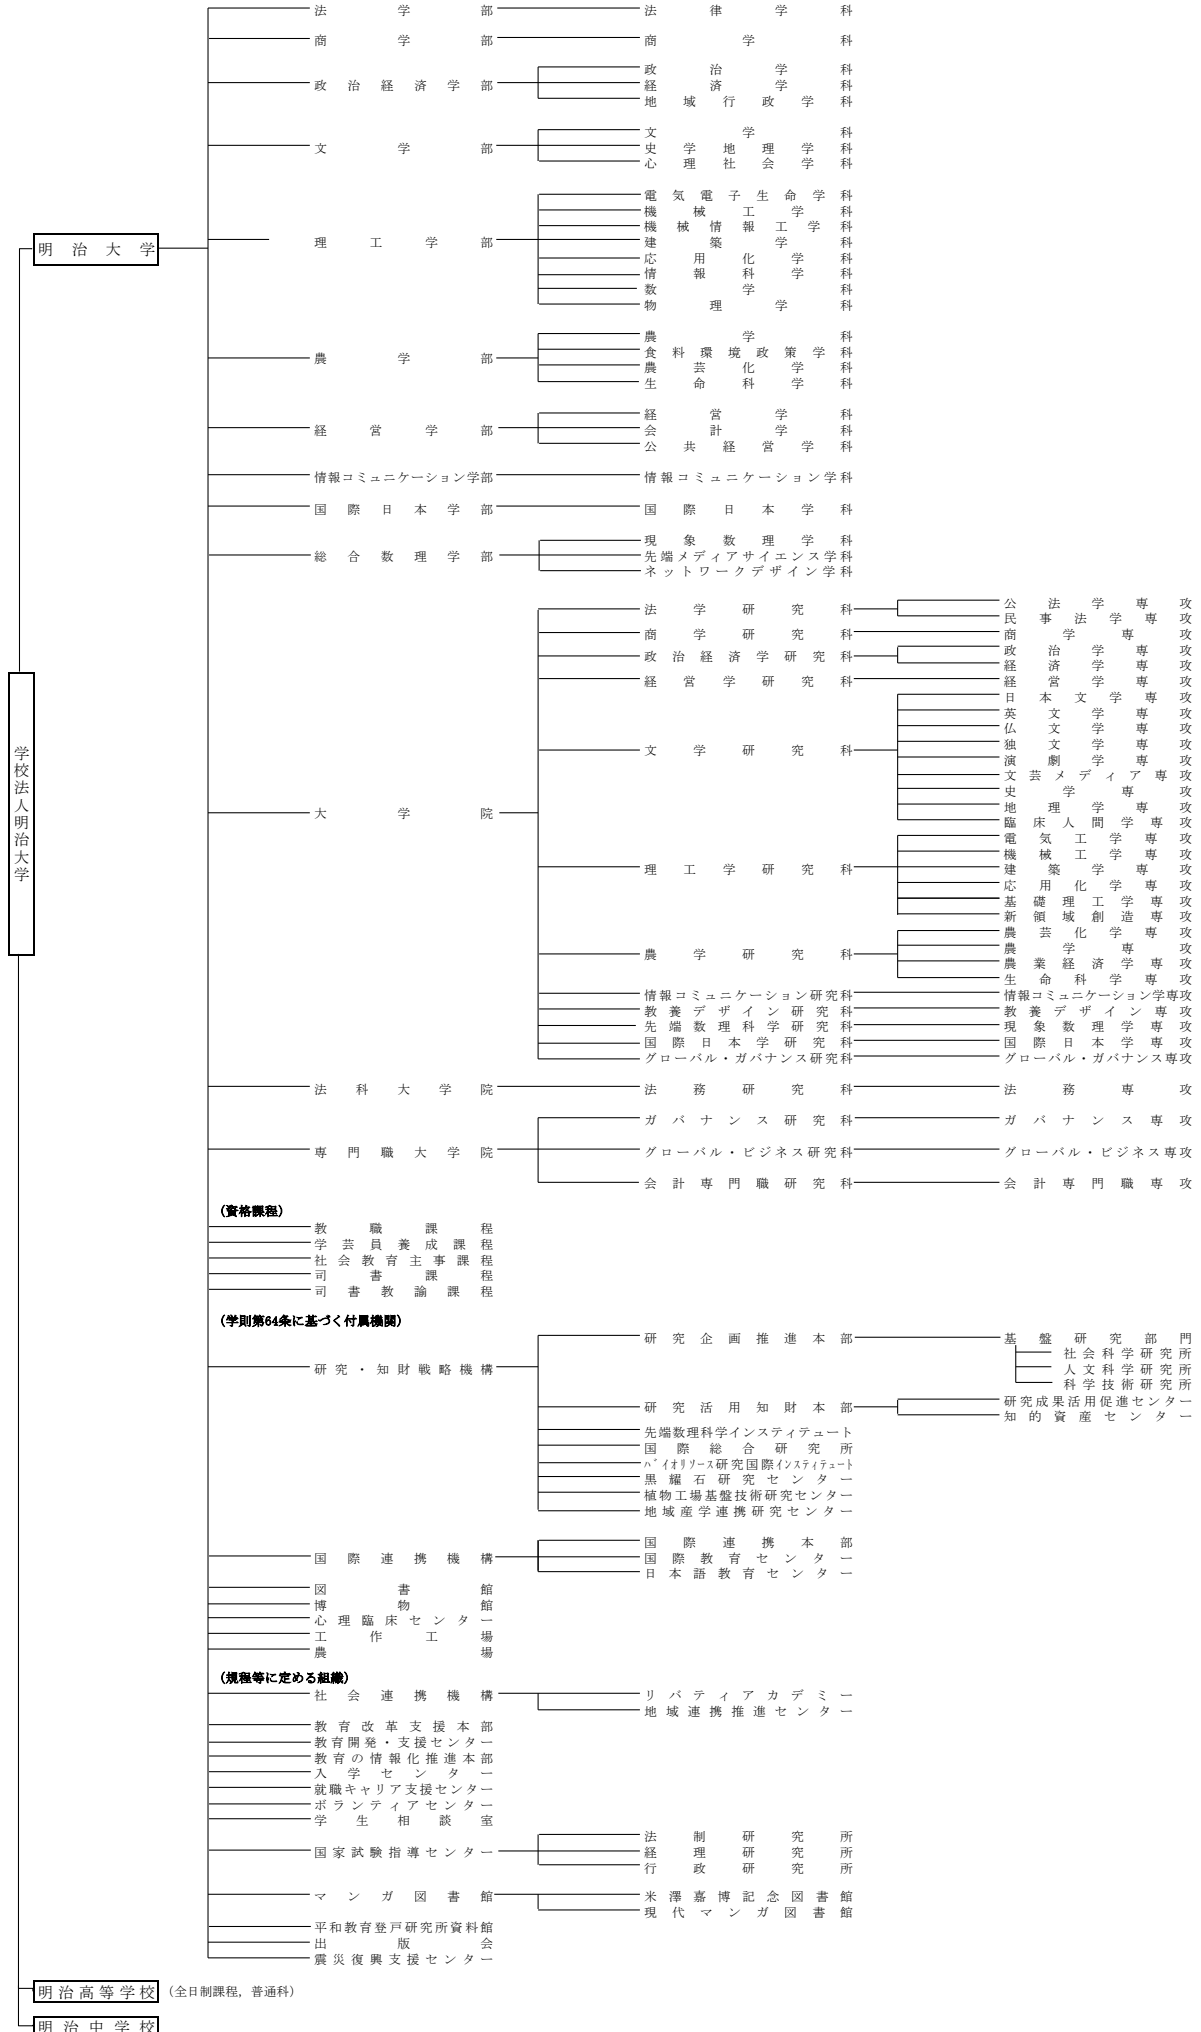 法学部 法律学科
商学部 商学科
政治学科
政治経済学部 経済学科
地域行政学科
文学科
文学部 史学地理学科
心理社会学科
電気電子生命学科
機械工学科
機械情報工学科
明治大学 理工学部 建築学科
応用化学科
情報科学科
数学科
物理学科
農学科
農学部 食料環境政策学科
農芸化学科
生命科学科
経営学科
経営学部 会計学科
公共経営学科
情報コミュニケーション学部 情報コミュニケーション学科
国際日本学部 国際日本学科
現象数理学科
総合数理学部 先端メディアサイエンス学科
ネットワークデザイン学科
公法学専攻
法学研究科
民事法学専攻
商学研究科 商学専攻
政治学専攻
政治経済学研究科
経済学専攻
経営学研究科 経営学専攻
日本文学専攻
英文学専攻
仏文学専攻
独文学専攻
文学研究科
演劇学専攻
文芸メディア専攻
史学専攻
地理学専攻
大学院
臨床人間学専攻
学校法人明治大学
電気工学専攻
機械工学専攻
理工学研究科 建築学専攻
応用化学専攻
基礎理工学専攻
新領域創造専攻
農芸化学専攻
農学専攻
農学研究科
農業経済学専攻
生命科学専攻
情報コミュニケーション研究科 情報コミュニケーション学専攻
教養デザイン研究科 教養デザイン専攻
先端数理科学研究科 現象数理学専攻
国際日本学研究科 国際日本学専攻
グローバル・ガバナンス研究科 グローバル・ガバナンス専攻
法科大学院 法務研究科 法務専攻
ガバナンス研究科 ガバナンス専攻
専門職大学院 グローバル・ビジネス研究科 グローバル・ビジネス専攻
会計専門職研究科 会計専門職専攻
(資格課程)
教職課程
学芸員養成課程
社会教育主事課程
司書課程
司書教諭課程
(学則第64条に基づく付属機関)
研究企画推進本部 基盤研究部門
社会科学研究所
研究・知財戦略機構 人文科学研究所
科学技術研究所
研究成果活用促進センター
研究活用知財本部
知的資産センター
先端数理科学インスティテュート
国際総合研究所
バイオリソース研究国際インスティテュート
黒耀石研究センター
植物工場基盤技術研究センター
地域産学連携研究センター
国際連携本部
国際連携機構 国際教育センター
日本語教育センター
図書館
博物館
心理臨床センター
工作工場
農場
(規程等に定める組織)
社会連携機構 リバティアカデミー
地域連携推進センター
教育改革支援本部
教育開発・支援センター
教育の情報化推進本部
入学センター
就職キャリア支援センター
ボランティアセンター
学生相談室
法制研究所
国家試験指導センター 経理研究所
行政研究所
マンガ図書館 米澤嘉博記念図書館
現代マンガ図書館
平和教育登戸研究所資料館
出版会
震災復興支援センター
明治高等学校 (全日制課程, 普通科)
明治中学校